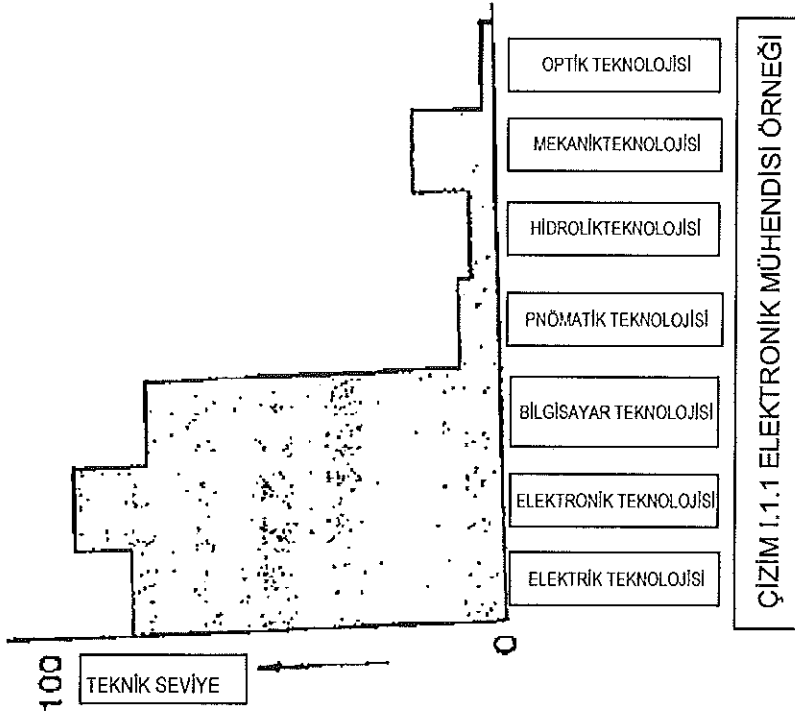 OPTİK TEKNOLOJİSİ
MEKANİKTEKNOLOJİSİ
HİDROLİKTEKNOLOJİSİ
PNÖMATİK TEKNOLOJİSİ
BİLGİSAYAR TEKNOLOJİSİ
ELEKTRONİK TEKNOLOJİSİ
ELEKTRİK TEKNOLOJİSİ
ÇİZİM I.1.1 ELEKTRONİK MÜHENDİSİ ÖRNEĞİ
100
TEKNİK SEVİYE
0